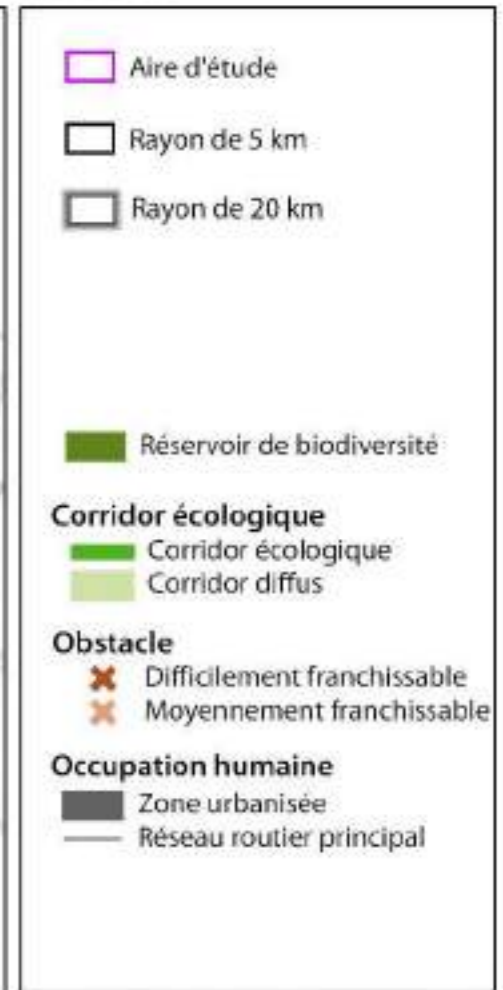 Aire d'étude
Rayon de 5 km
Rayon de 20 km
Réservoir de biodiversité
Corridor écologique
Corridor écologique
Corridor diffus
Obstacle
Difficilement franchissable
Moyennement franchissable
Occupation humaine
Zone urbanisée
Réseau routier principal